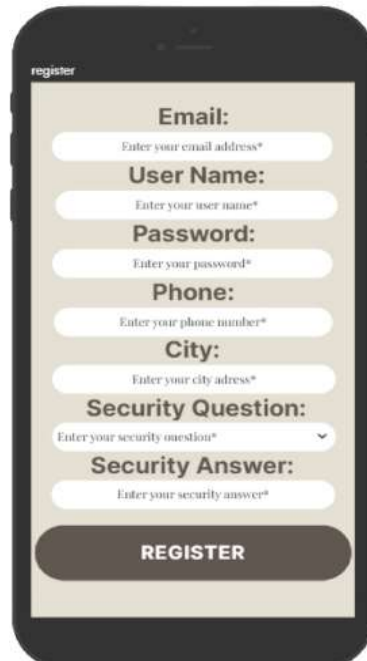 register
Email:
Enter your email address*
User Name:
Enter your user name*
Password:
Enter your password*
Phone:
Enter your phone number*
City:
Enter your city adress*
Security Question:
Enter your security question*
Security Answer:
Enter your security answer*
REGISTER